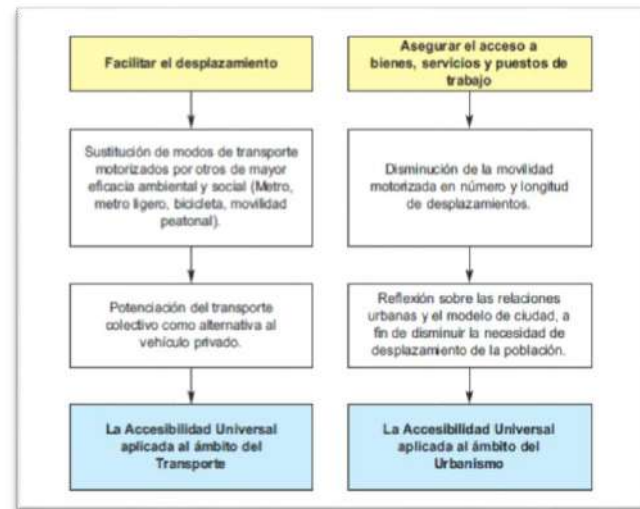 Facilitar el desplazamiento
Sustitución de modos de transporte
motorizados por otros de mayor
eficacia ambiental y social (Metro,
metro ligero, bicicleta, movilidad
peatonal).
Potenciación del transporte
colectivo como alternativa al
vehículo privado.
La Accesibilidad Universal
aplicada al ámbito del
Transporte
Asegurar el acceso a
bienes, servicios y puestos de
trabajo
Disminución de la movilidad
motorizada en número y longitud
de desplazamientos.
Reflexión sobre las relaciones
urbanas y el modelo de ciudad, a
fin de disminuir la necesidad de
desplazamiento de la población.
La Accesibilidad Universal
aplicada al ámbito del
Urbanismo